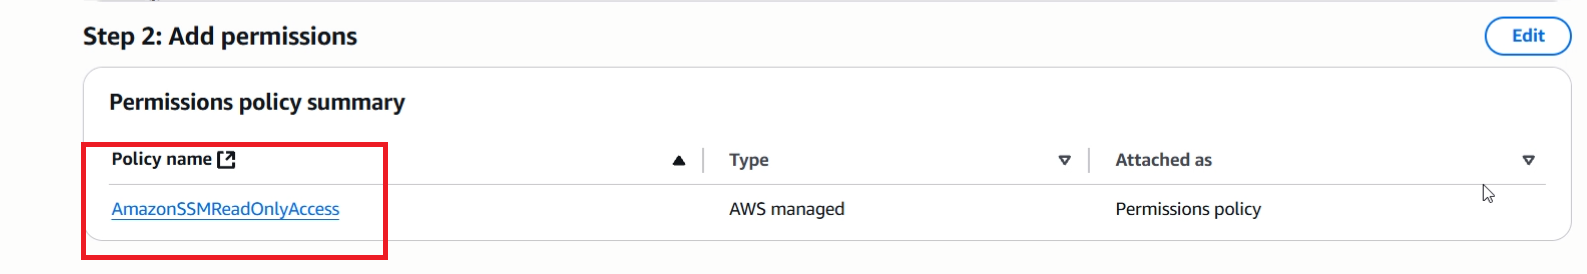 Step 2: Add permissions
Edit
Permissions policy summary
Policy name
Type
Attached as
AmazonSSMReadOnlyAccess
AWS managed
Permissions policy